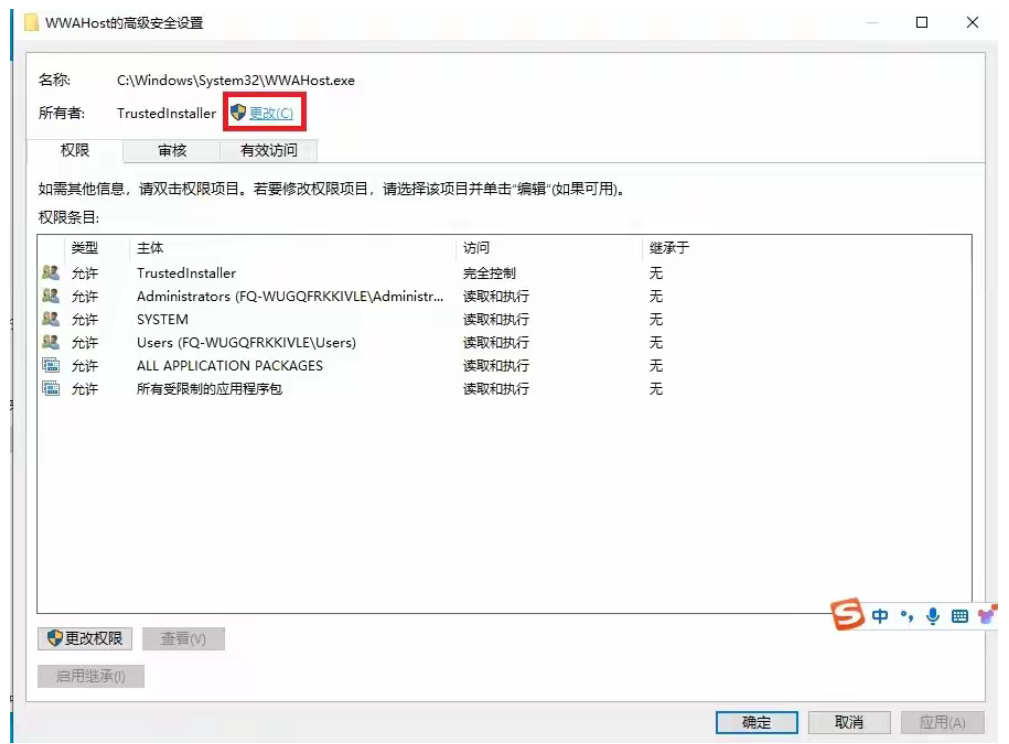 WWAHost的高级安全设置
名称: C:\Windows\System32\WWAHost.exe
所有者: TrustedInstaller 更改(C)
权限 审核 有效访问
如需其他信息，请双击权限项目。若要修改权限项目，请选择该项目并单击“编辑”(如果可用)。
权限条目:
类型 主体 访问 继承于
允许 TrustedInstaller 完全控制 无
允许 Administrators (FQ-WUGQFRKKIVLE\Administr... 读取和执行 无
允许 SYSTEM 读取和执行 无
允许 Users (FQ-WUGQFRKKIVLE\Users) 读取和执行 无
允许 ALL APPLICATION PACKAGES 读取和执行 无
允许 所有受限制的应用程序包 读取和执行 无
S 中
更改权限 查看(V)
启用继承(I)
确定 取消 应用(A)